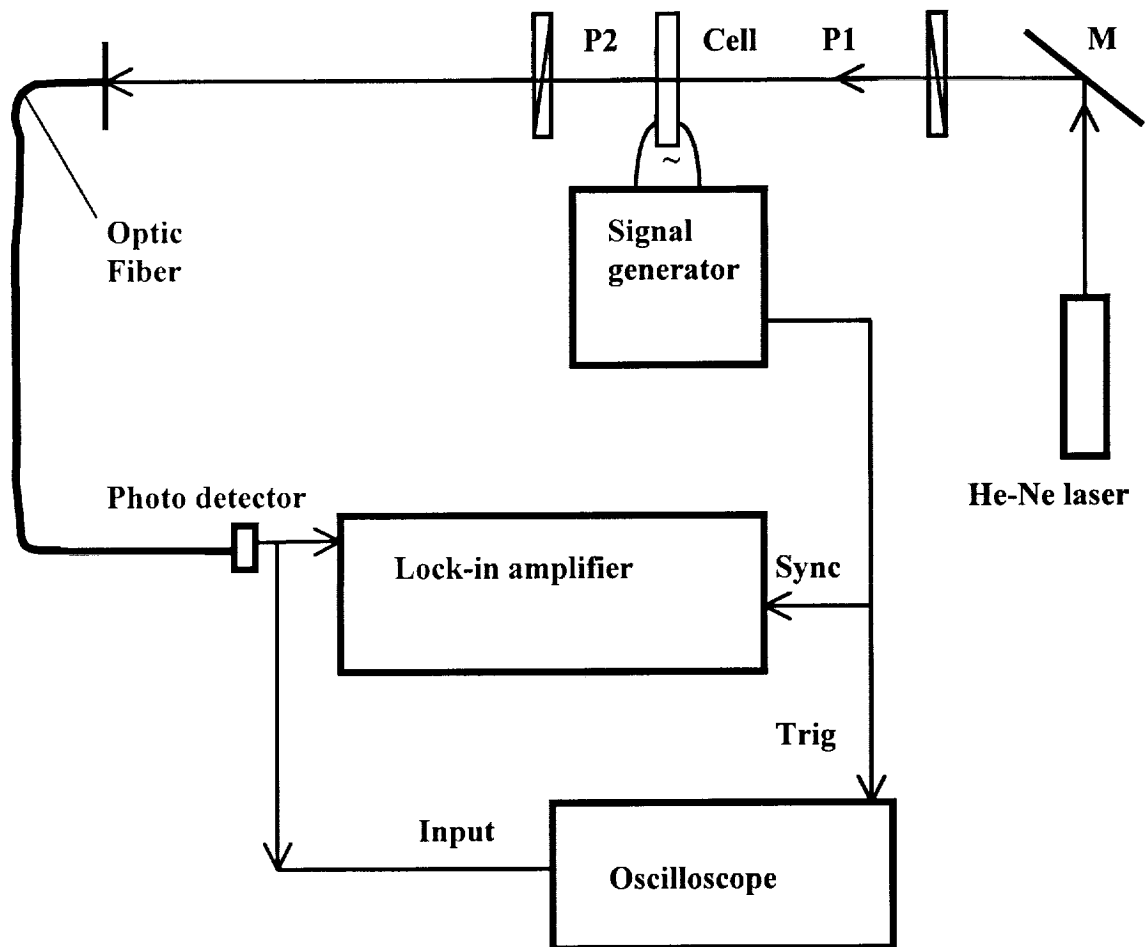 P2
Cell
P1
M
~
Optic
Fiber
Signal
generator
He-Ne laser
Photo detector
Lock-in amplifier
Sync
Trig
Input
Oscilloscope